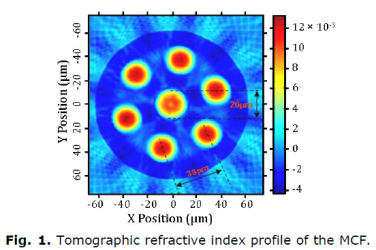 12 × 10⁻³
10
8
6
4
2
0
-2
-4
-60
-40
-20
0
20
40
60
Y Position (μm)
20μm
38μm
-60 -40 -20 0 20 40 60
X Position (μm)
Fig. 1. Tomographic refractive index profile of the MCF.